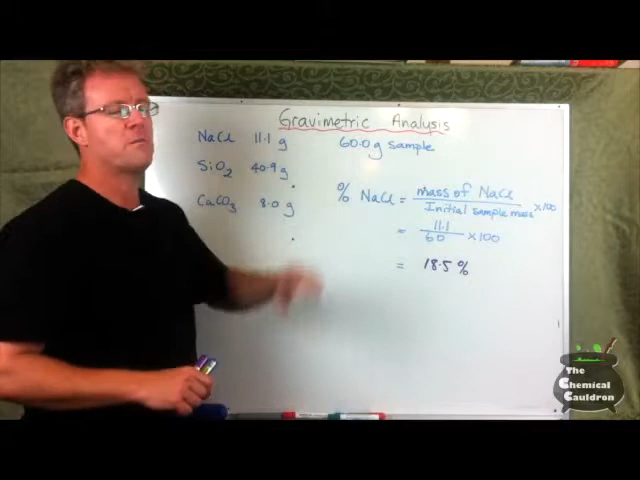 Gravimetric Analysis
NaCl 11.1 g
60.0g sample
SiO2 40.9 g
CaCO3 8.0 g
% NaCl = mass of NaCl / Initial sample mass ×100
= 11.1 / 60 ×100
= 18.5 %
The
Chemical
Cauldron